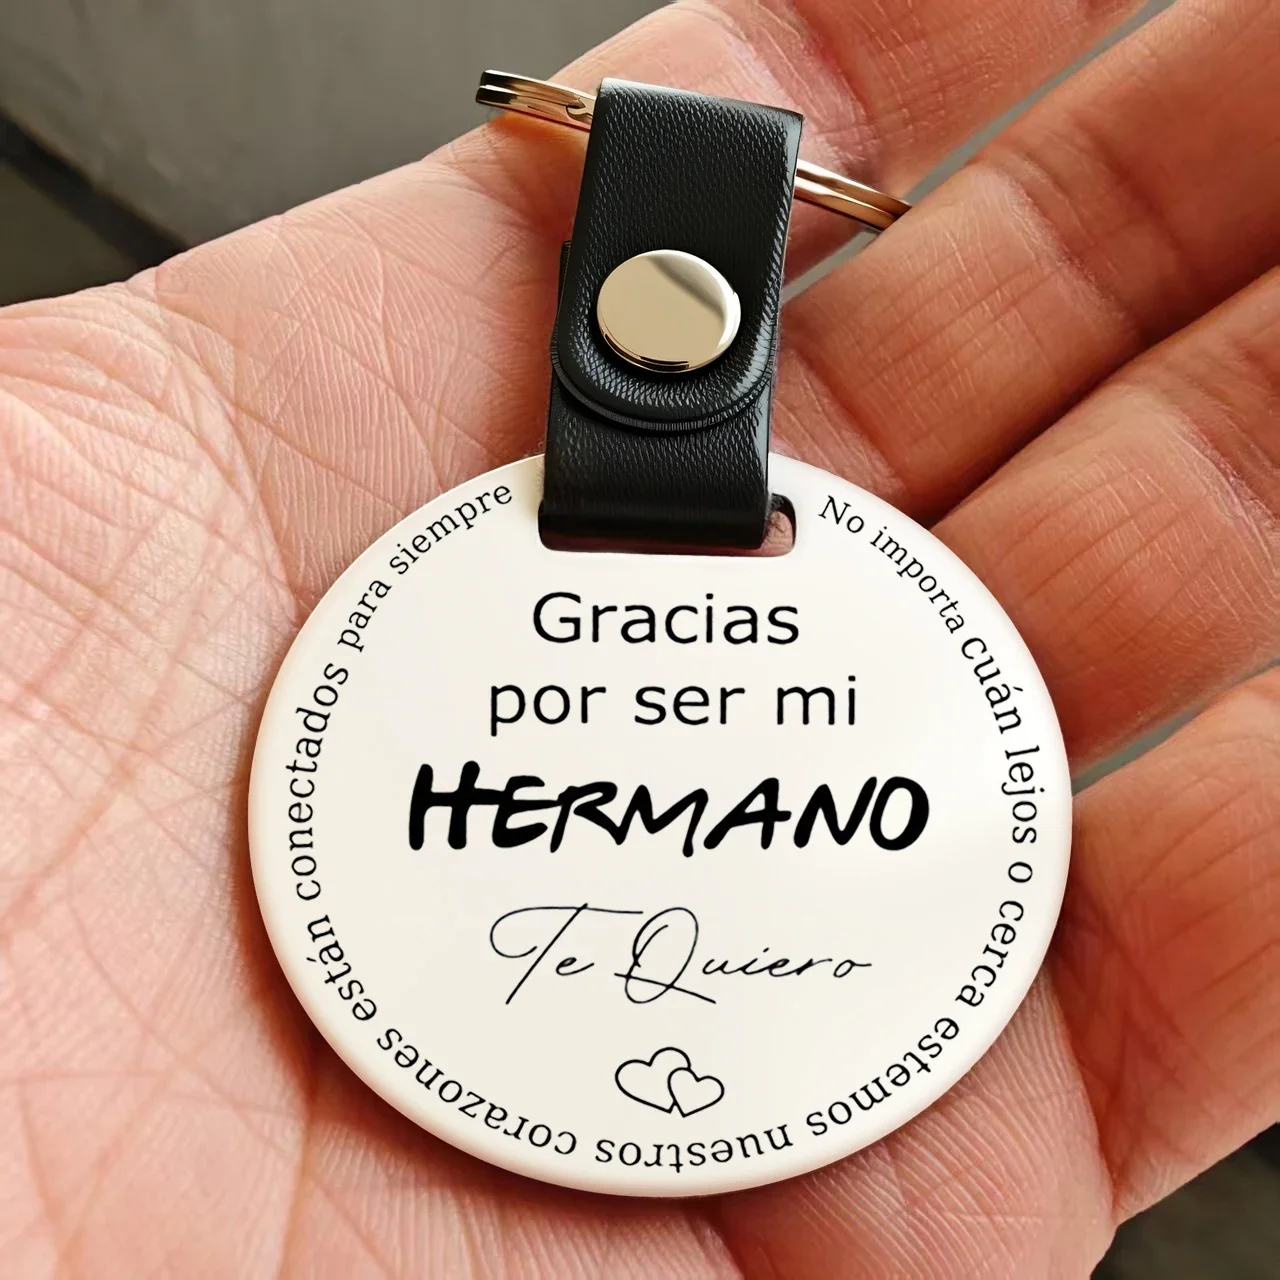 Gracias
por ser mi
HERMANO
Te Quiero
No importa cuán lejos o cerca estemos nuestros corazones están conectados para siempre